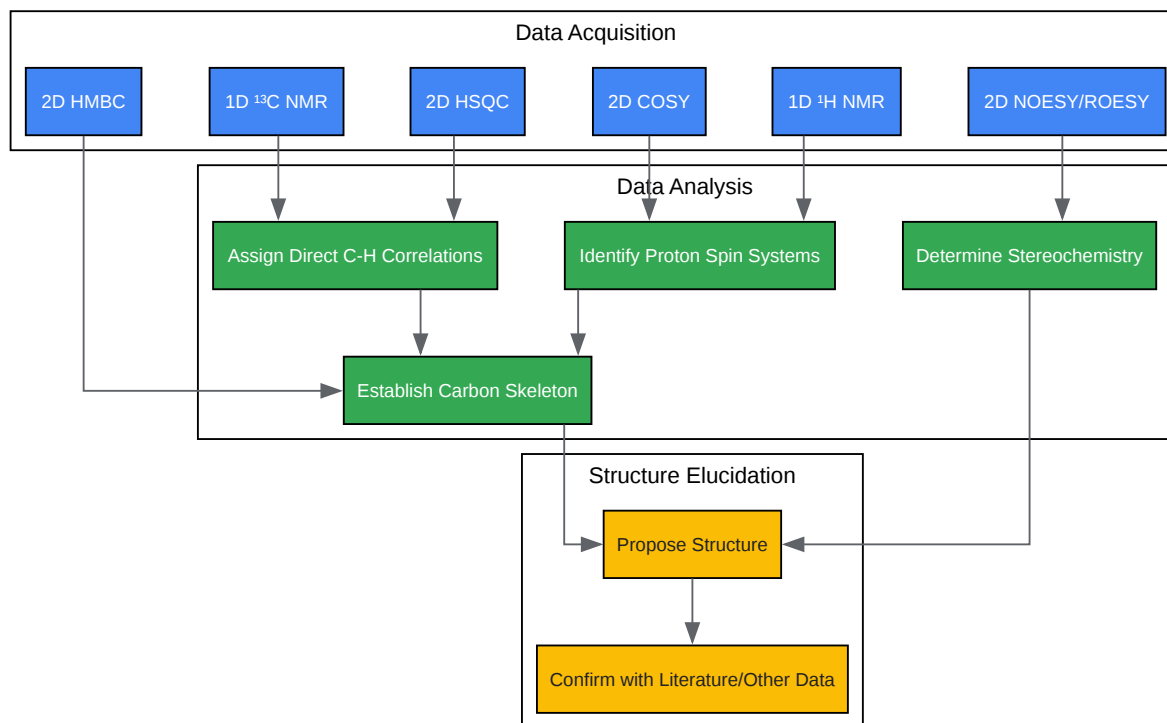 Data Acquisition
2D HMBC
1D ¹³C NMR
2D HSQC
2D COSY
1D ¹H NMR
2D NOESY/ROESY
Data Analysis
Assign Direct C-H Correlations
Identify Proton Spin Systems
Determine Stereochemistry
Establish Carbon Skeleton
Structure Elucidation
Propose Structure
Confirm with Literature/Other Data